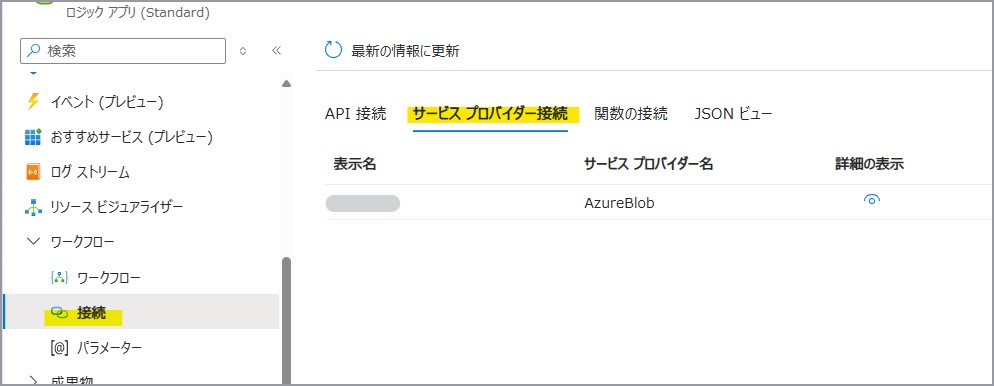 ロジック アプリ (Standard)
検索
最新の情報に更新
イベント (プレビュー)
おすすめサービス (プレビュー)
ログ ストリーム
リソース ビジュアライザー
ワークフロー
ワークフロー
接続
[@] パラメーター
成果物
API 接続 サービス プロバイダー接続 関数の接続 JSON ビュー
表示名 サービス プロバイダー名 詳細の表示
AzureBlob